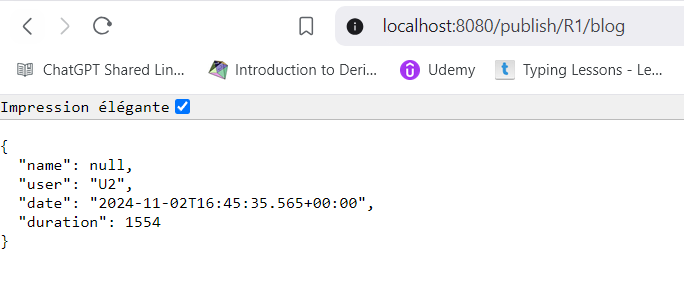 localhost:8080/publish/R1/blog
ChatGPT Shared Lin... Introduction to Deri... Udemy Typing Lessons - Le...
Impression élégante
{
  "name": null,
  "user": "U2",
  "date": "2024-11-02T16:45:35.565+00:00",
  "duration": 1554
}